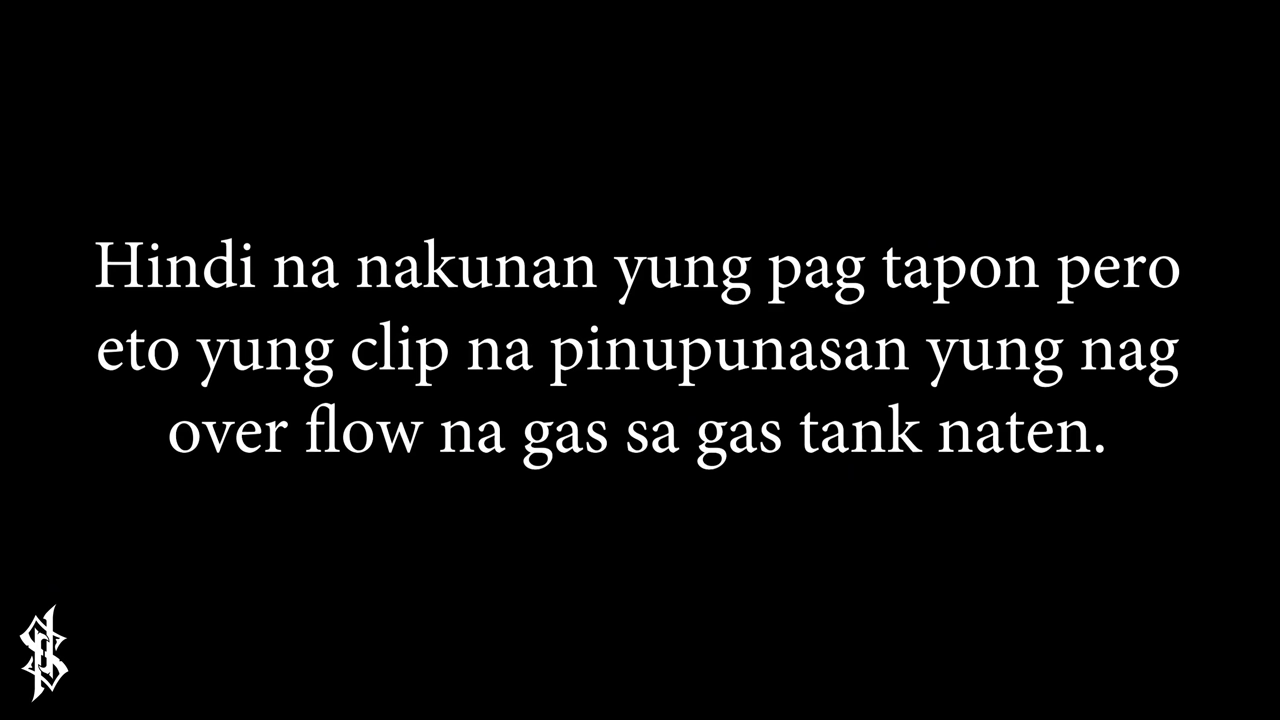 Hindi na nakunan yung pag tapon pero
eto yung clip na pinupunasan yung nag
over flow na gas sa gas tank naten.